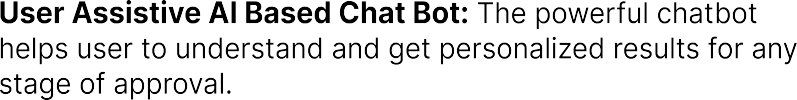 User Assistive AI Based Chat Bot: The powerful chatbot
helps user to understand and get personalized results for any
stage of approval.